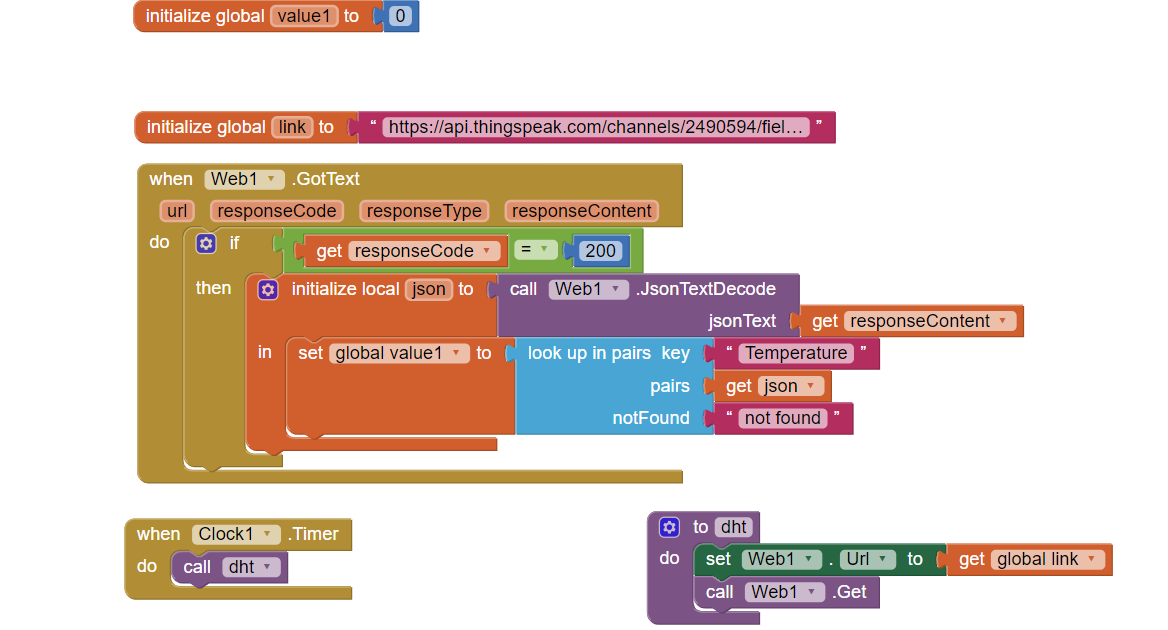 initialize global value1 to 0
initialize global link to “ https://api.thingspeak.com/channels/2490594/fiel... ”
when Web1 .GotText
url responseCode responseType responseContent
do if get responseCode = 200
then initialize local json to call Web1 .JsonTextDecode
jsonText get responseContent
in set global value1 to look up in pairs key “ Temperature ”
pairs get json
notFound “ not found ”
when Clock1 .Timer
do call dht
to dht
do set Web1 . Url to get global link
call Web1 .Get